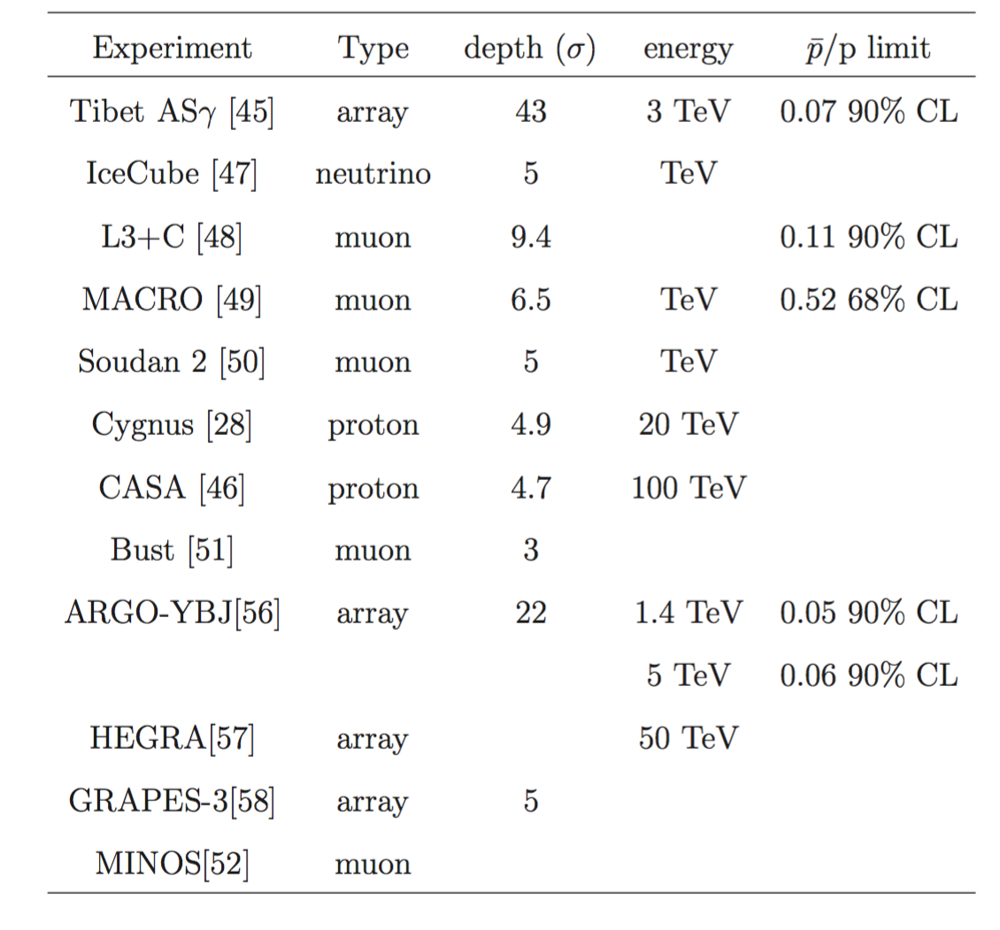 Experiment Type depth (σ) energy p̄/p limit
Tibet ASγ [45] array 43 3 TeV 0.07 90% CL
IceCube [47] neutrino 5 TeV
L3+C [48] muon 9.4 0.11 90% CL
MACRO [49] muon 6.5 TeV 0.52 68% CL
Soudan 2 [50] muon 5 TeV
Cygnus [28] proton 4.9 20 TeV
CASA [46] proton 4.7 100 TeV
Bust [51] muon 3
ARGO-YBJ[56] array 22 1.4 TeV 0.05 90% CL
5 TeV 0.06 90% CL
HEGRA[57] array 50 TeV
GRAPES-3[58] array 5
MINOS[52] muon